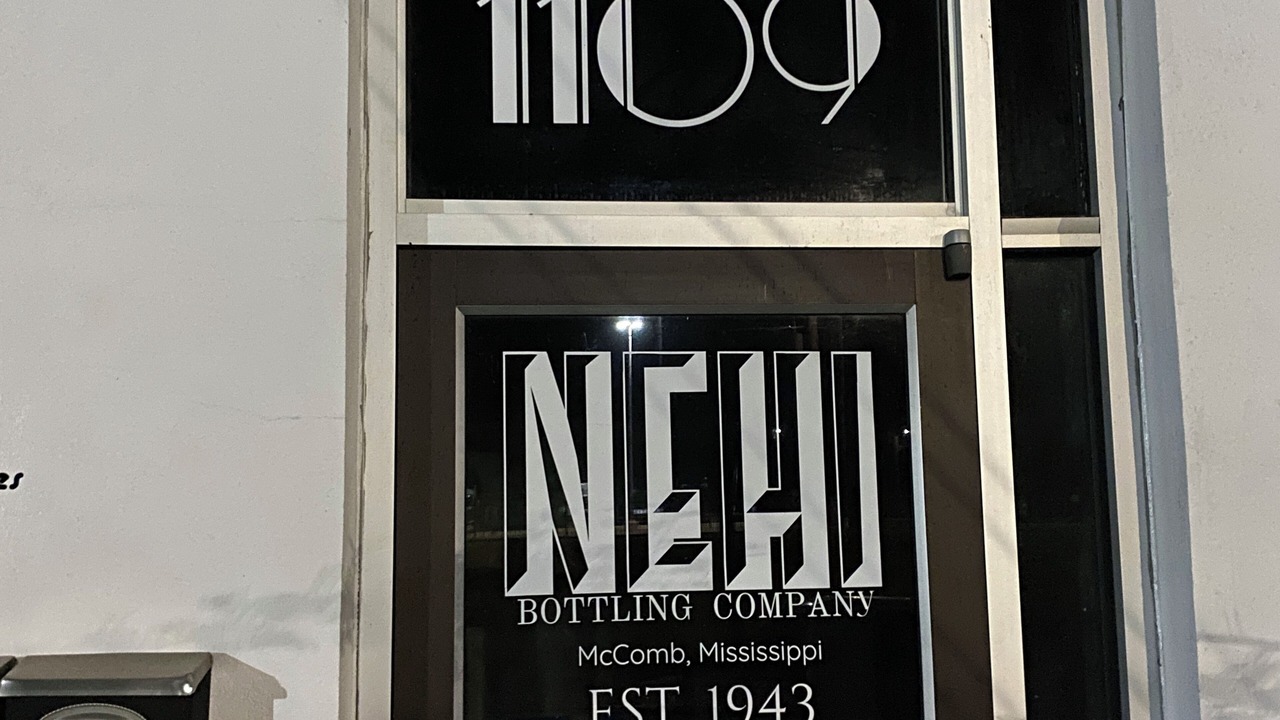 1109
NEHI
BOTTLING COMPANY
McComb, Mississippi
EST 1943